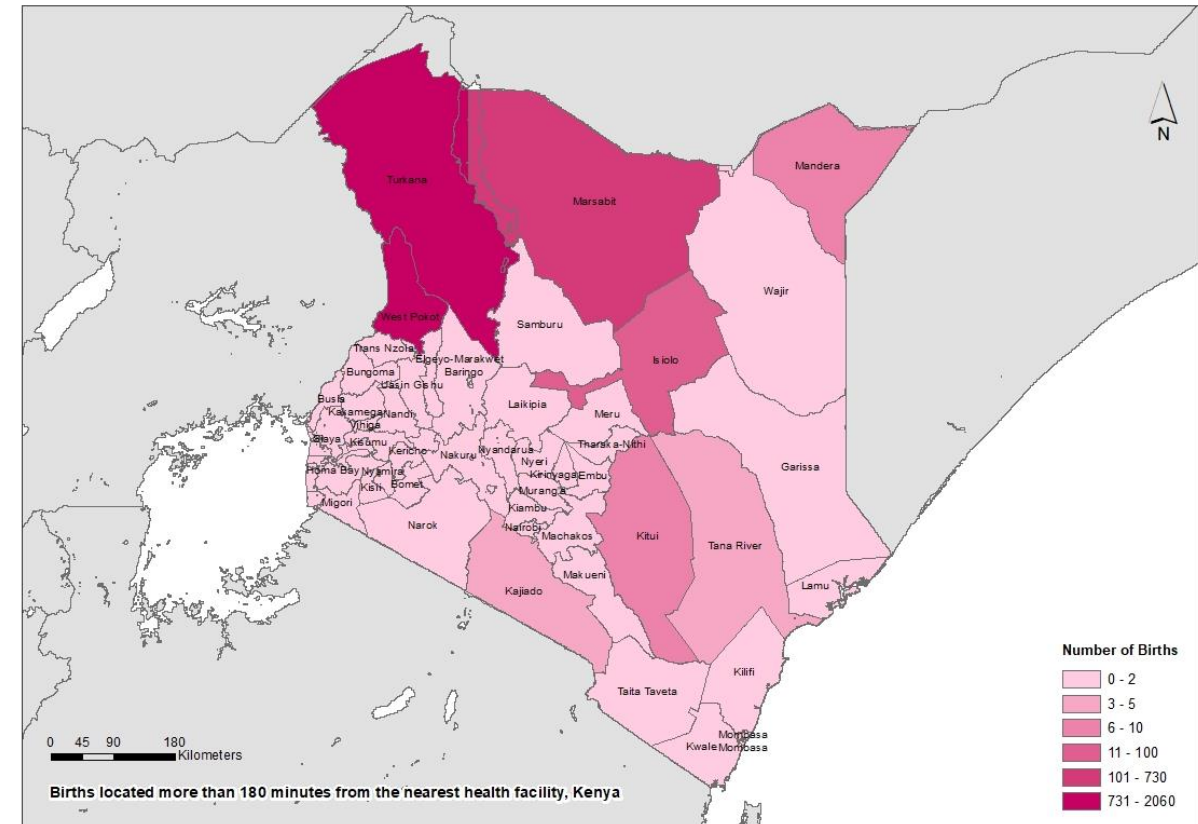 N
Mandera
Turkana
Marsabit
Wajir
West Pokot
Samburu
Trans Nzoia
Elgeyo-Marakwet
Isiolo
Bungoma
Baringo
Uasin Gishu
Busia
Laikipia
Kakamega
Nandi
Meru
Vihiga
Siaya
Kisumu
Tharaka-Nithi
Kericho
Nakuru
Nyandarua
Nyeri
Garissa
Homa Bay
Nyamira
Kirinyaga
Embu
Kisii
Bomet
Muranga
Migori
Kiambu
Narok
Nairobi
Machakos
Kitui
Tana River
Makueni
Kajiado
Lamu
Kilifi
Taita Taveta
Mombasa
Kwale
Mombasa
Number of Births
0 - 2
3 - 5
6 - 10
11 - 100
101 - 730
731 - 2060
0 45 90 180
Kilometers
Births located more than 180 minutes from the nearest health facility, Kenya